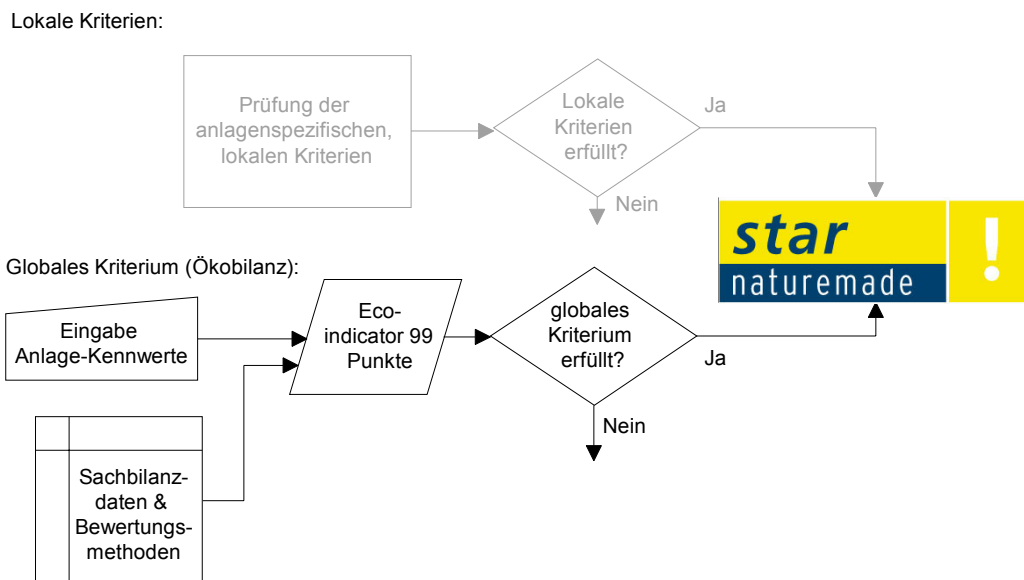 Lokale Kriterien:
Prüfung der
anlagenspezifischen,
lokalen Kriterien
Lokale
Kriterien
erfüllt?
Ja
Nein
star
naturemade
!
Globales Kriterium (Ökobilanz):
Eingabe
Anlage-Kennwerte
Eco-
indicator 99
Punkte
globales
Kriterium
erfüllt?
Ja
Nein
Sachbilanz-
daten &
Bewertungs-
methoden